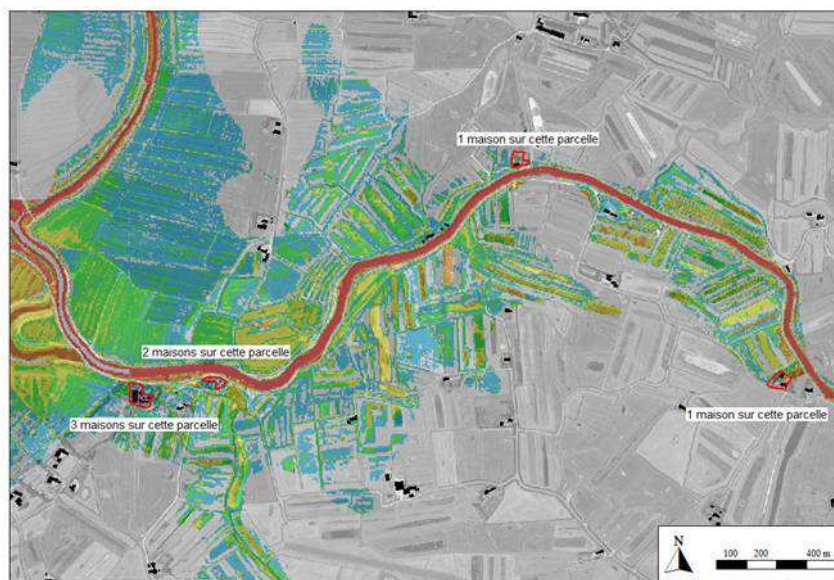 1 maison sur cette parcelle
2 maisons sur cette parcelle
3 maisons sur cette parcelle
1 maison sur cette parcelle
N
100 200 400 m